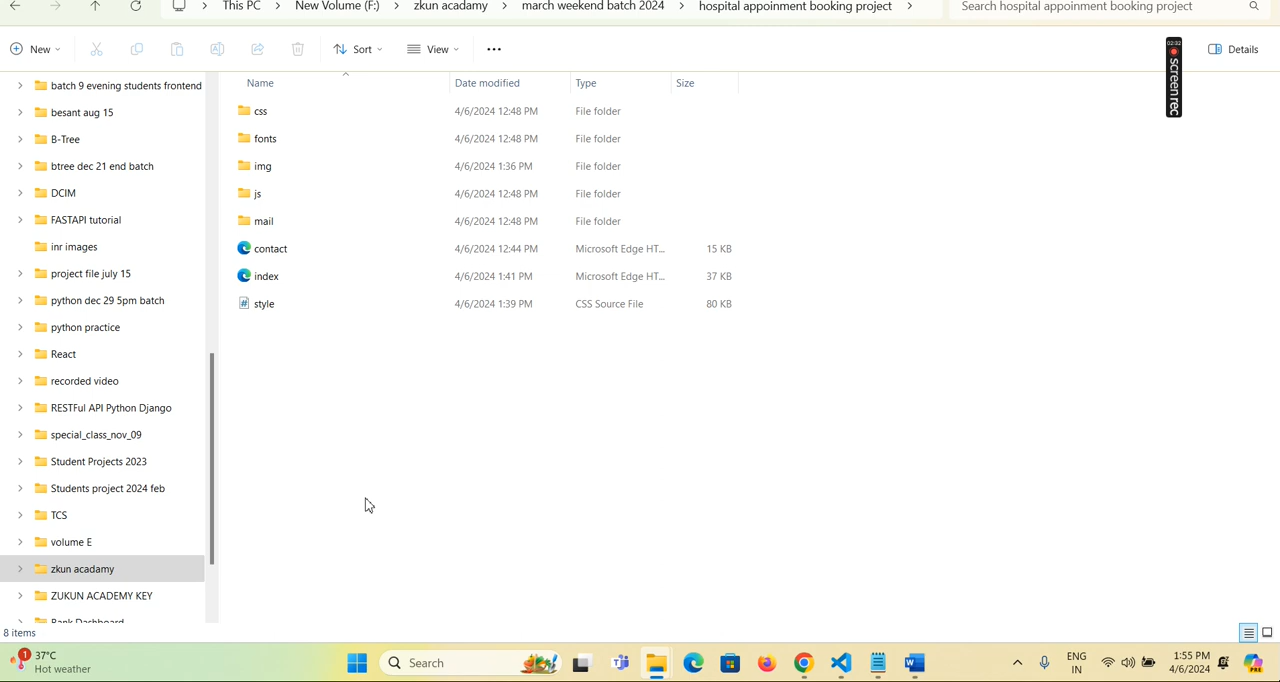 This PC > New Volume (F:) > zkun acadamy > march weekend batch 2024 > hospital appoinment booking project >
Search hospital appoinment booking project
New
Sort
View
Details
02:32
screenrec
Name Date modified Type Size
css 4/6/2024 12:48 PM File folder
fonts 4/6/2024 12:48 PM File folder
img 4/6/2024 1:36 PM File folder
js 4/6/2024 12:48 PM File folder
mail 4/6/2024 12:48 PM File folder
contact 4/6/2024 12:44 PM Microsoft Edge HT... 15 KB
index 4/6/2024 1:41 PM Microsoft Edge HT... 37 KB
style 4/6/2024 1:39 PM CSS Source File 80 KB
batch 9 evening students frontend
besant aug 15
B-Tree
btree dec 21 end batch
DCIM
FASTAPI tutorial
inr images
project file july 15
python dec 29 5pm batch
python practice
React
recorded video
RESTFul API Python Django
special_class_nov_09
Student Projects 2023
Students project 2024 feb
TCS
volume E
zkun acadamy
ZUKUN ACADEMY KEY
Bank Dashboard
8 items
1
37°C
Hot weather
Search
ENG
IN
1:55 PM
4/6/2024
PRE